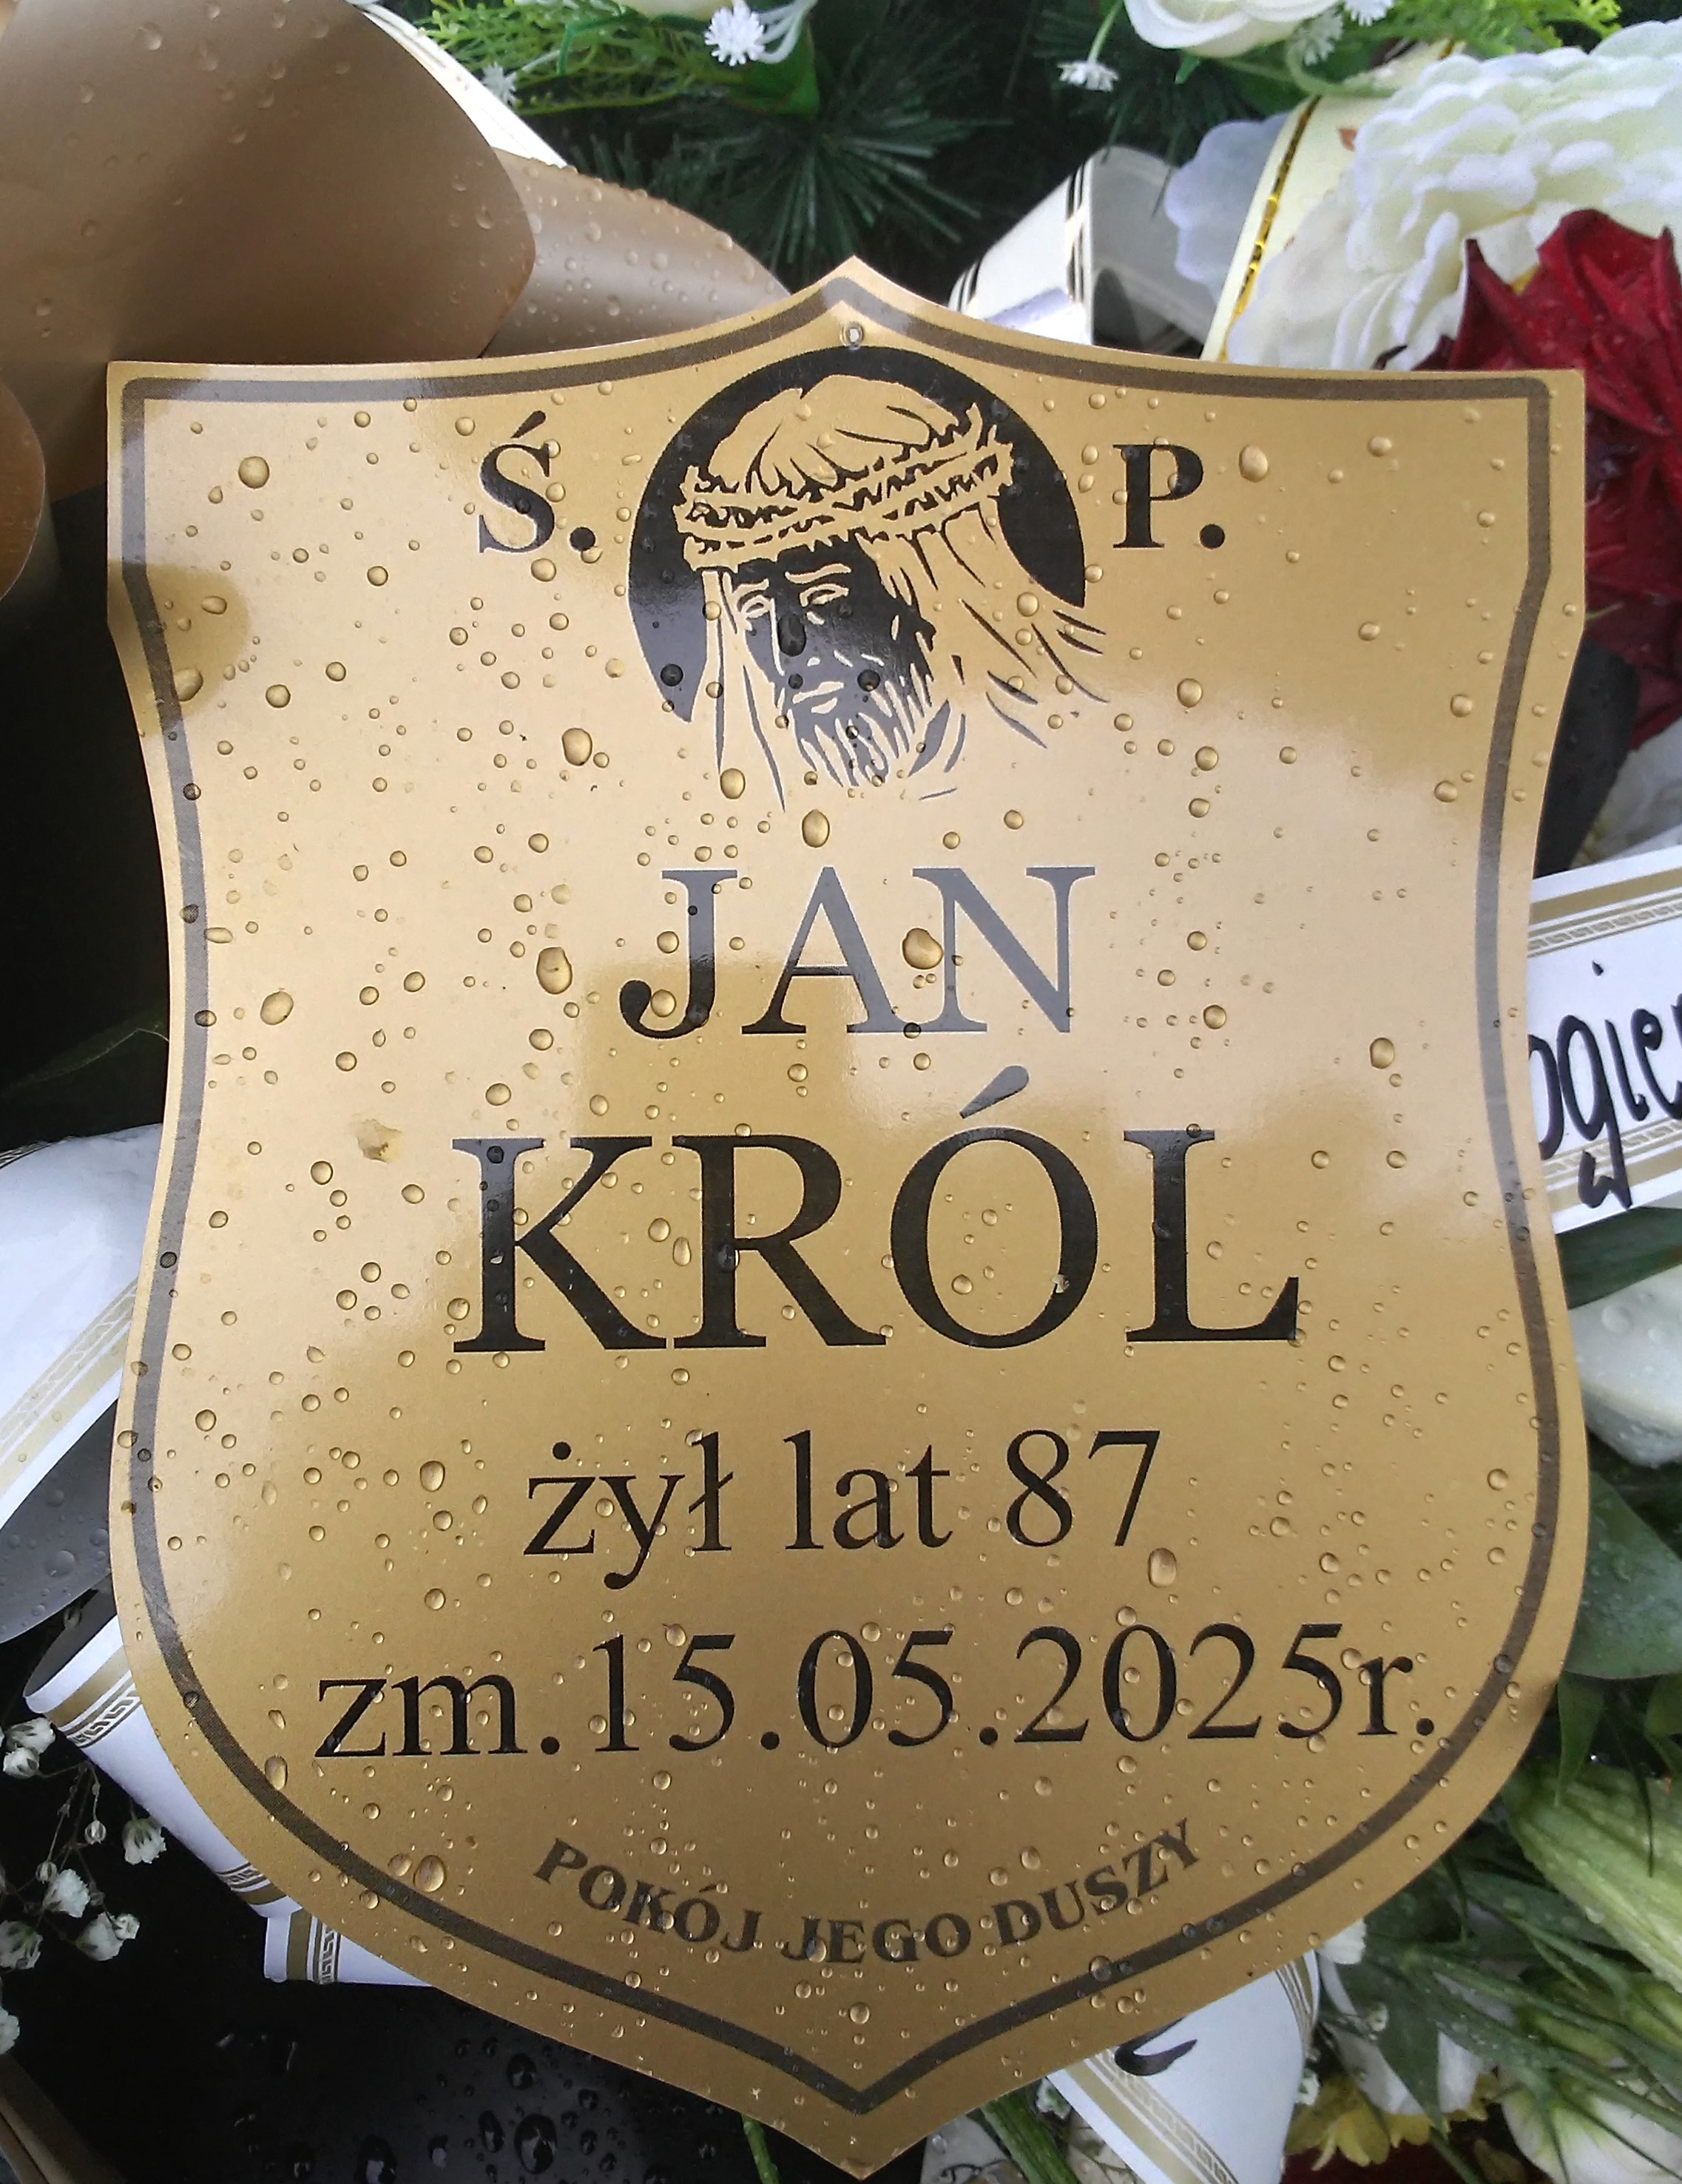 Ś. P.
JAN
KRÓL
żył lat 87
zm.15.05.2025r.
POKÓJ JEGO DUSZY